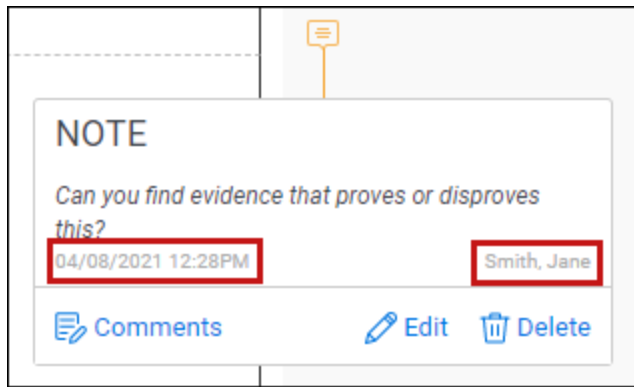 NOTE
Can you find evidence that proves or disproves
this?
04/08/2021 12:28PM Smith, Jane
Comments Edit Delete